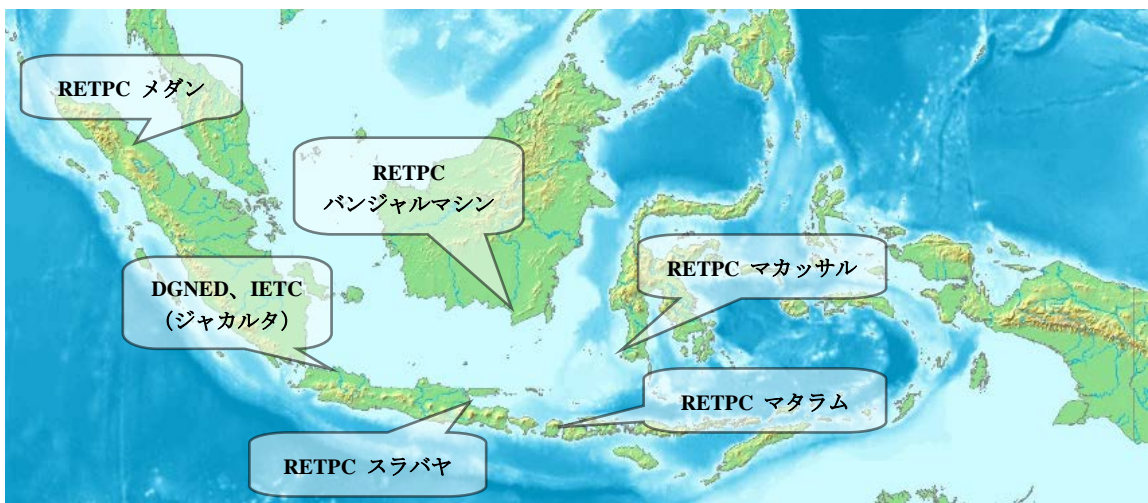 RETPC メダン
RETPC
バンジャルマシン
RETPC マカッサル
DGNED、IETC
（ジャカルタ）
RETPC マタラム
RETPC スラバヤ